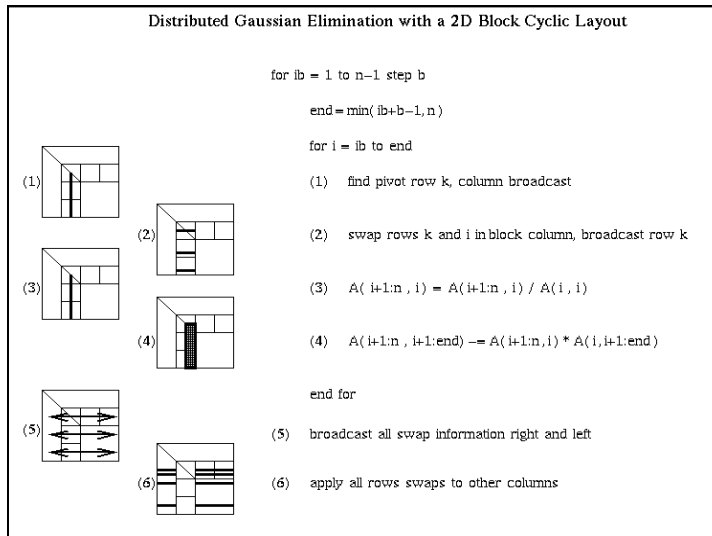 Distributed Gaussian Elimination with a 2D Block Cyclic Layout
for ib = 1 to n−1 step b
end = min( ib+b−1, n )
for i = ib to end
(1) (1) find pivot row k, column broadcast
(2) (2) swap rows k and i in block column, broadcast row k
(3) (3) A( i+1:n , i ) = A( i+1:n , i ) / A( i , i )
(4) (4) A( i+1:n , i+1:end ) −= A( i+1:n , i ) * A( i , i+1:end )
end for
(5) (5) broadcast all swap information right and left
(6) (6) apply all rows swaps to other columns